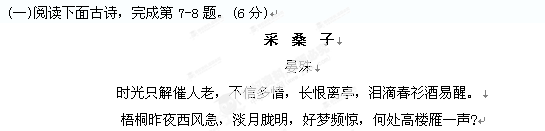 (一)阅读下面古诗，完成第 7-8 题。(6 分)
采 桑 子
晏殊
时光只解催人老，不信多情，长恨离亭，泪滴春衫酒易醒。
梧桐昨夜西风急，淡月胧明，好梦频惊，何处高楼雁一声?